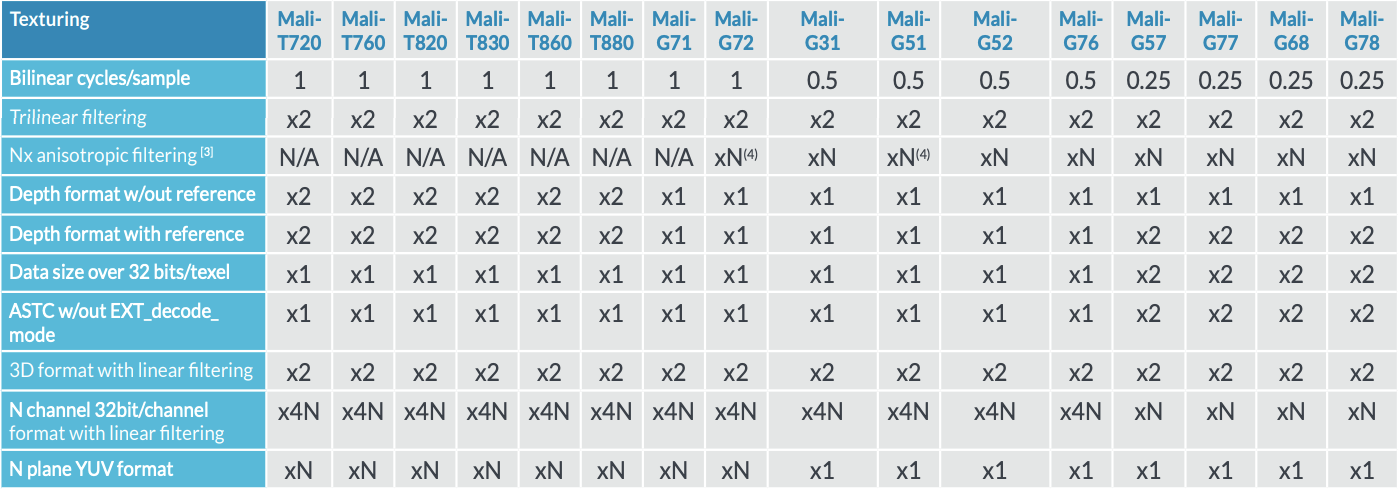 Texturing Mali-T720 Mali-T760 Mali-T820 Mali-T830 Mali-T860 Mali-T880 Mali-G71 Mali-G72 Mali-G31 Mali-G51 Mali-G52 Mali-G76 Mali-G57 Mali-G77 Mali-G68 Mali-G78
Bilinear cycles/sample 1 1 1 1 1 1 1 1 0.5 0.5 0.5 0.5 0.25 0.25 0.25 0.25
Trilinear filtering x2 x2 x2 x2 x2 x2 x2 x2 x2 x2 x2 x2 x2 x2 x2 x2
Nx anisotropic filtering [3] N/A N/A N/A N/A N/A N/A N/A xN(4) xN xN(4) xN xN xN xN xN xN
Depth format w/out reference x2 x2 x2 x2 x2 x2 x1 x1 x1 x1 x1 x1 x1 x1 x1 x1
Depth format with reference x2 x2 x2 x2 x2 x2 x1 x1 x1 x1 x1 x1 x2 x2 x2 x2
Data size over 32 bits/texel x1 x1 x1 x1 x1 x1 x1 x1 x1 x1 x1 x1 x2 x2 x2 x2
ASTC w/out EXT_decode_ x1 x1 x1 x1 x1 x1 x1 x1 x1 x1 x1 x1 x2 x2 x2 x2
mode
3D format with linear filtering x2 x2 x2 x2 x2 x2 x2 x2 x2 x2 x2 x2 x2 x2 x2 x2
N channel 32bit/channel x4N x4N x4N x4N x4N x4N x4N x4N x4N x4N x4N x4N xN xN xN xN
format with linear filtering
N plane YUV format xN xN xN xN xN xN xN xN x1 x1 x1 x1 x1 x1 x1 x1